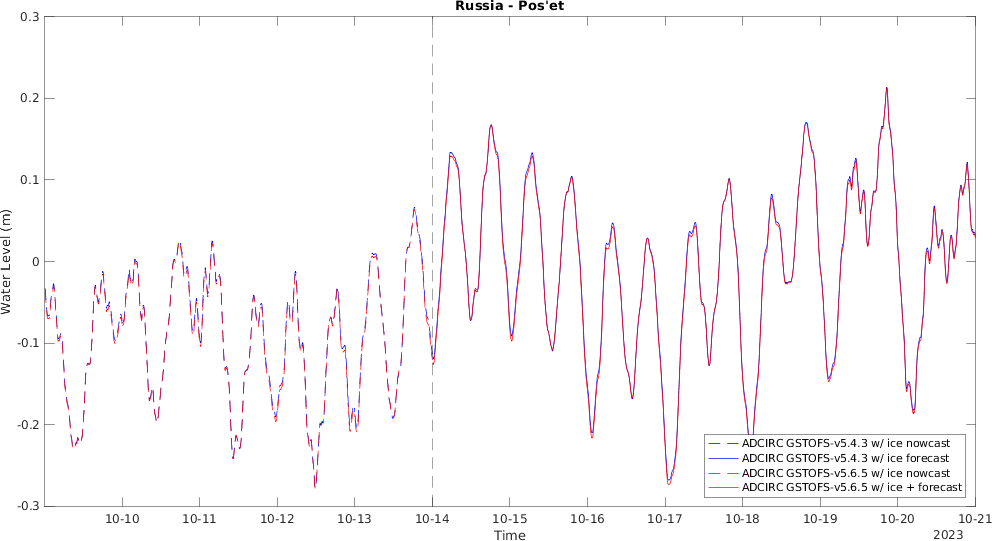 Russia - Pos'et
0.3
0.2
0.1
0
-0.1
-0.2
-0.3
Water Level (m)
ADCIRC GSTOFS-v5.4.3 w/ ice nowcast
ADCIRC GSTOFS-v5.4.3 w/ ice forecast
ADCIRC GSTOFS-v5.6.5 w/ ice nowcast
ADCIRC GSTOFS-v5.6.5 w/ ice + forecast
10-10 10-11 10-12 10-13 10-14 10-15 10-16 10-17 10-18 10-19 10-20 10-21
Time
2023